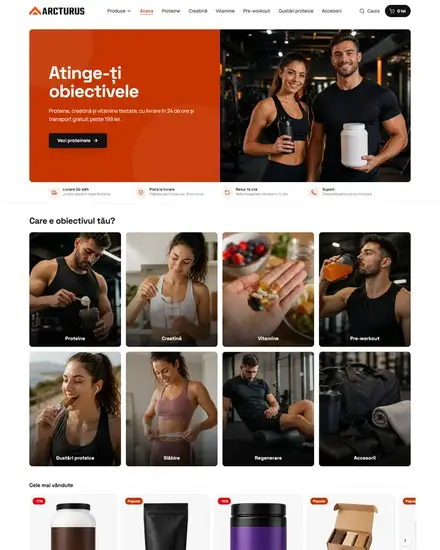 ARCTURUS
Produse
Acasa
Proteine
Creatină
Vitamine
Pre-workout
Gustări proteice
Accesorii
Cauta
0 lei
Atinge-ți
obiectivele
Proteine, creatină și vitamine testate, cu livrare în 24 de ore și
transport gratuit peste 199 lei.
Vezi proteinele →
Livrare 24-48h
Plata la livrare
Retur 14 zile
Suport
Care e obiectivul tău?
Proteine
Creatină
Vitamine
Pre-workout
Gustări proteice
Slăbire
Regenerare
Accesorii
Cele mai vândute
Popular
Popular
Popular